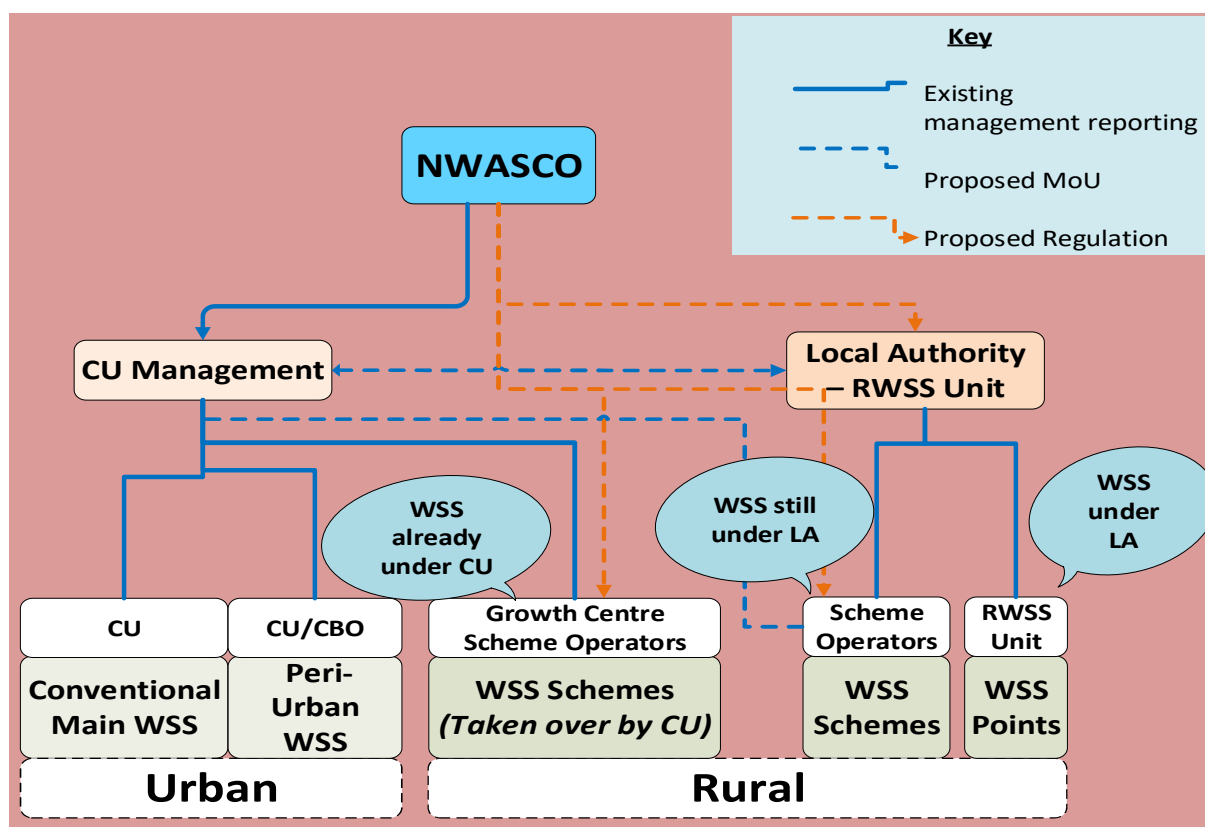 Key
Existing
management reporting
Proposed MoU
Proposed Regulation
NWASCO
CU Management
Local Authority
– RWSS Unit
WSS
already
under CU
WSS still
under LA
WSS
under
LA
CU
CU/CBO
Growth Centre
Scheme Operators
Scheme
Operators
RWSS
Unit
Conventional
Main WSS
Peri-
Urban
WSS
WSS Schemes
(Taken over by CU)
WSS
Schemes
WSS
Points
Urban
Rural